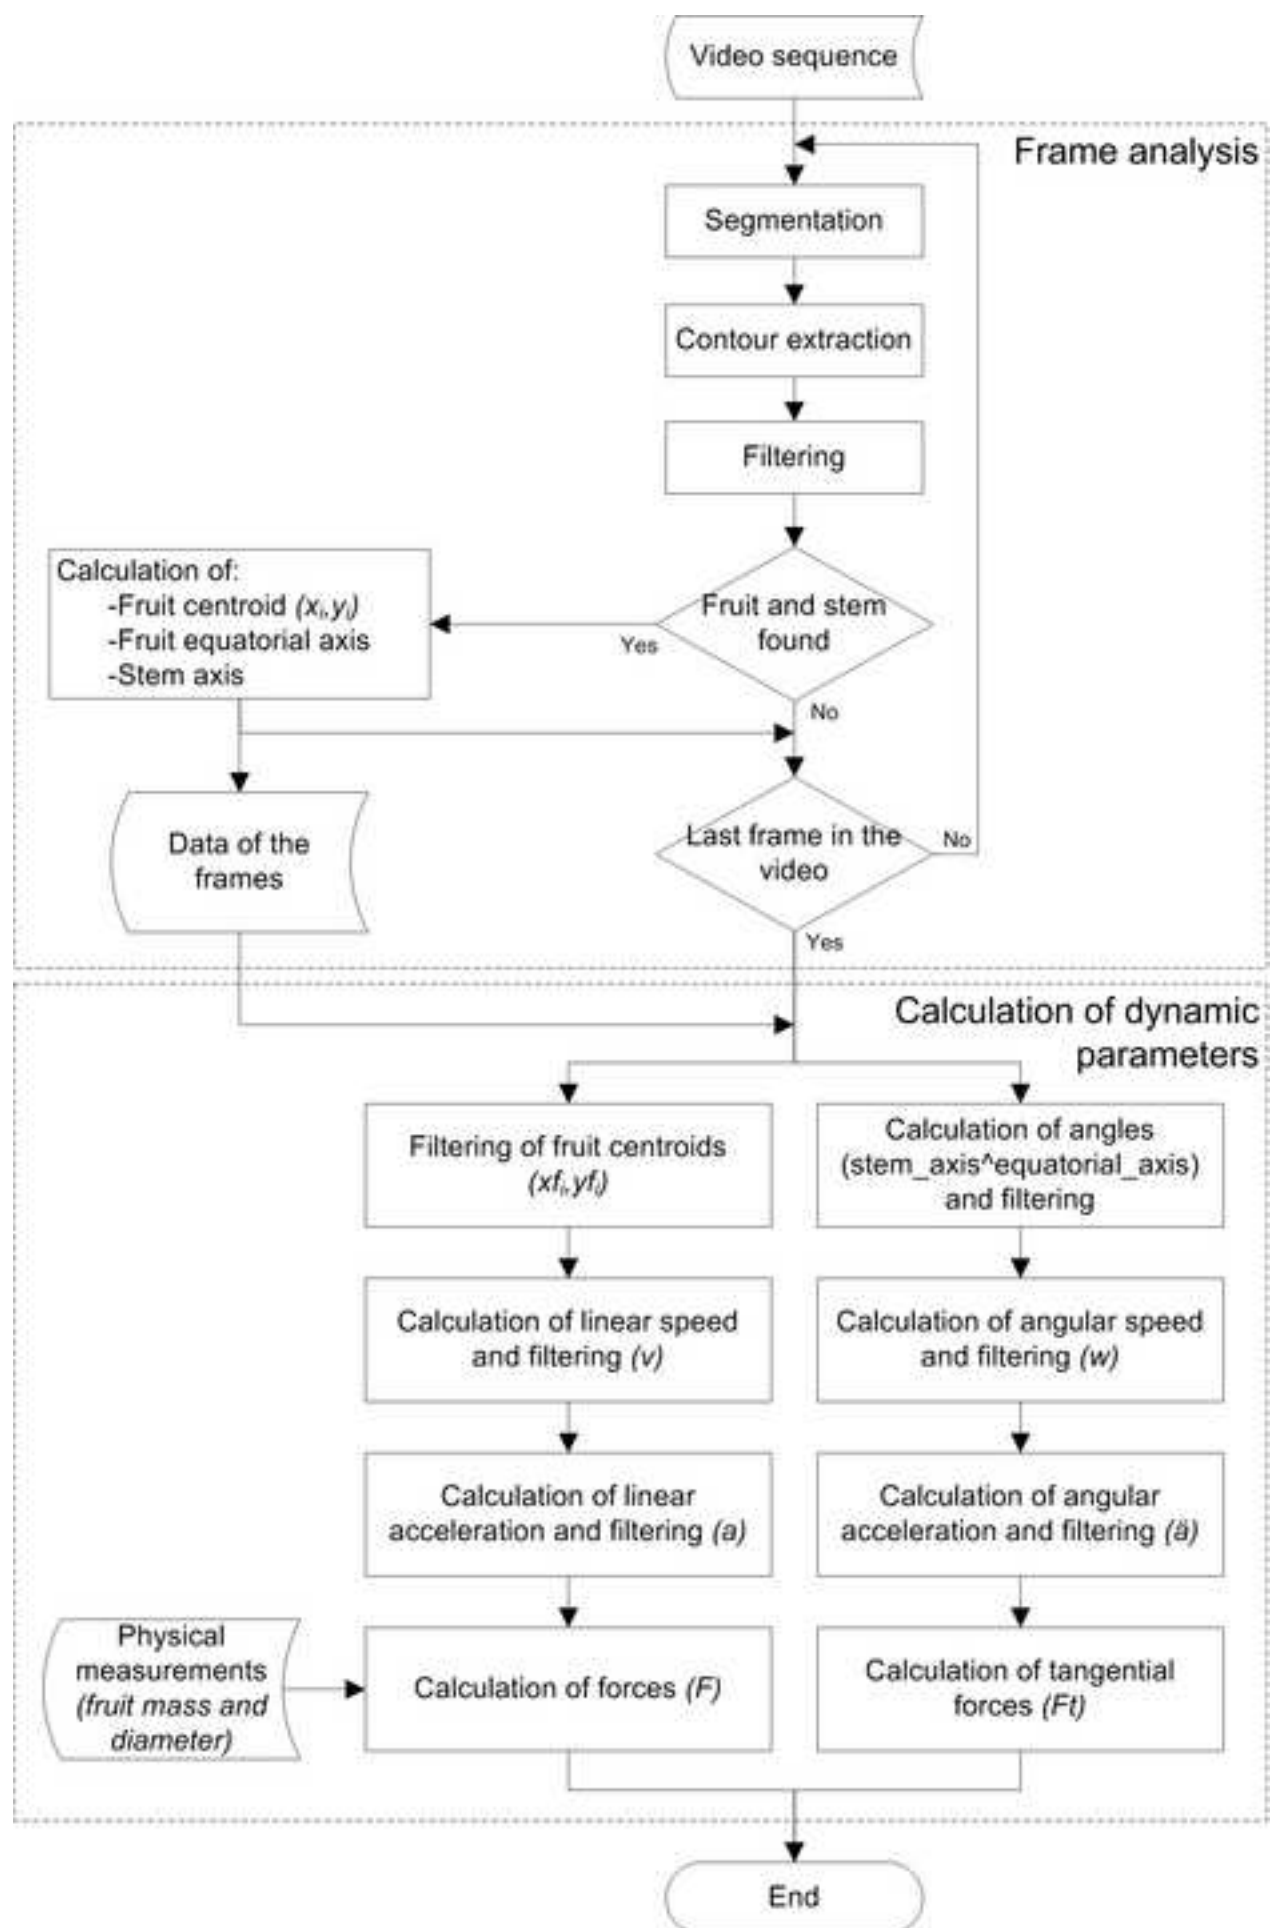 Video sequence
Frame analysis
Segmentation
Contour extraction
Filtering
Fruit and stem
found
Yes
No
Calculation of:
-Fruit centroid (xᵢ,yᵢ)
-Fruit equatorial axis
-Stem axis
Data of the
frames
Last frame in the
video
No
Yes
Calculation of dynamic
parameters
Filtering of fruit centroids
(xfᵢ,yfᵢ)
Calculation of angles
(stem_axis^equatorial_axis)
and filtering
Calculation of linear speed
and filtering (v)
Calculation of angular speed
and filtering (w)
Calculation of linear
acceleration and filtering (a)
Calculation of angular
acceleration and filtering (ä)
Physical
measurements
(fruit mass and
diameter)
Calculation of forces (F)
Calculation of tangential
forces (Ft)
End